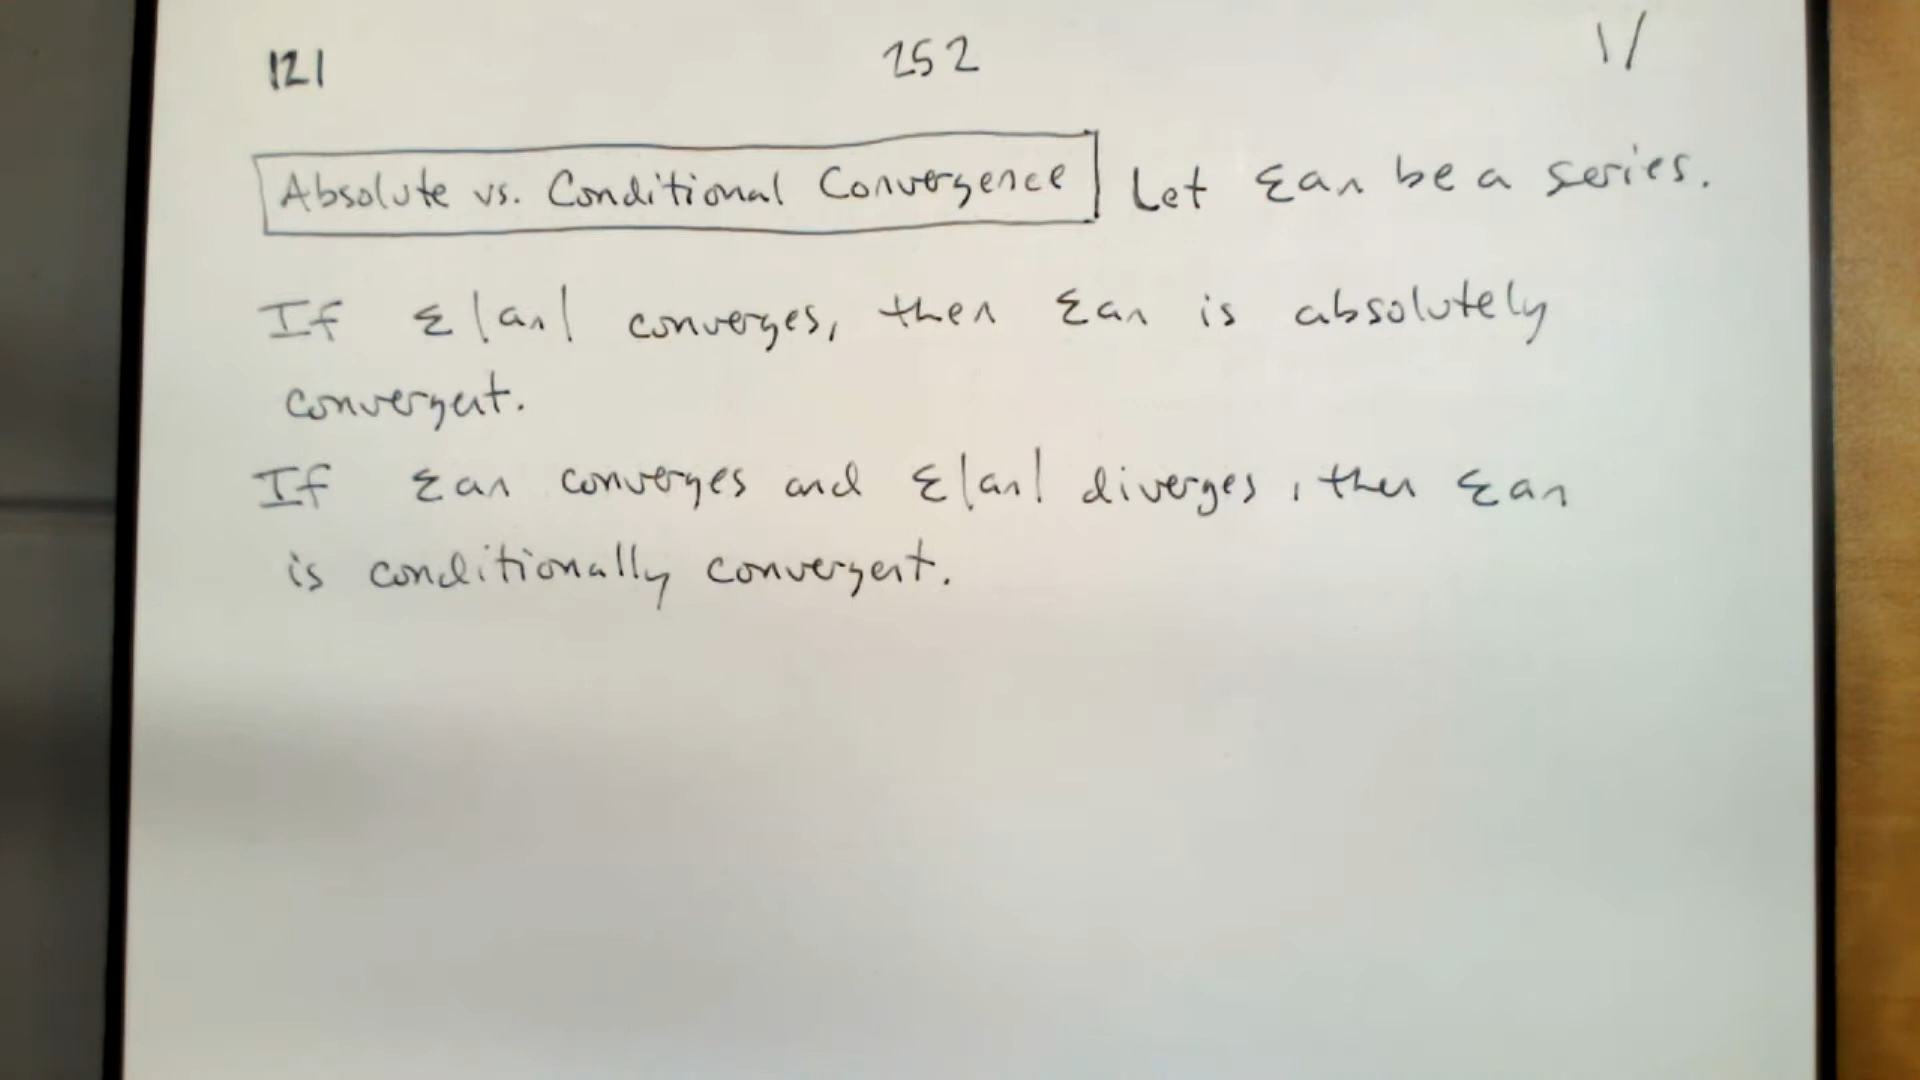 121 252 1/
Absolute vs. Conditional Convergence Let Σan be a series.
If Σ|an| converges, then Σan is absolutely
convergent.
If Σan converges and Σ|an| diverges, then Σan
is conditionally convergent.